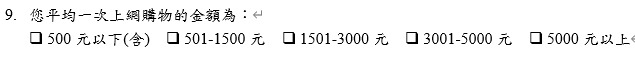 9. 您平均一次上網購物的金額為：
❑ 500 元以下(含) ❑ 501-1500 元 ❑ 1501-3000 元 ❑ 3001-5000 元 ❑ 5000 元以上